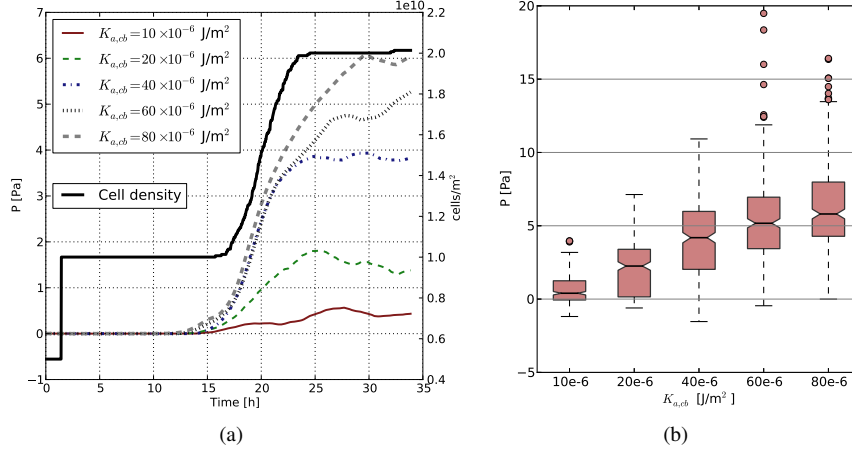 1e10
7
6
5
4
3
2
1
0
−1
P [Pa]
K_{a,cb} = 10 ×10^{-6} J/m^2
K_{a,cb} = 20 ×10^{-6} J/m^2
K_{a,cb} = 40 ×10^{-6} J/m^2
K_{a,cb} = 60 ×10^{-6} J/m^2
K_{a,cb} = 80 ×10^{-6} J/m^2
Cell density
2.2
2.0
1.8
1.6
1.4
1.2
1.0
0.8
0.6
0.4
cells/m^2
0 5 10 15 20 25 30 35
Time [h]
(a)
20
15
10
5
0
−5
P [Pa]
10e-6 20e-6 40e-6 60e-6 80e-6
K_{a,cb} [J/m^2 ]
(b)